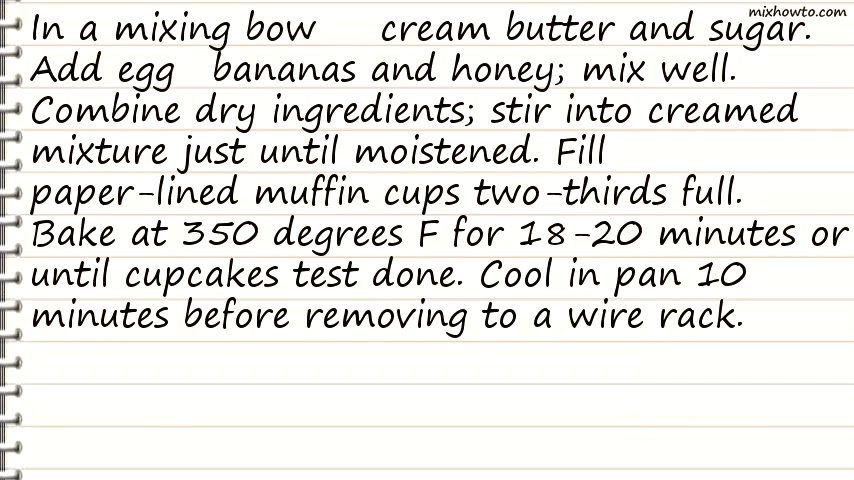 mixhowto.com
In a mixing bow cream butter and sugar.
Add egg bananas and honey; mix well.
Combine dry ingredients; stir into creamed
mixture just until moistened. Fill
paper-lined muffin cups two-thirds full.
Bake at 350 degrees F for 18-20 minutes or
until cupcakes test done. Cool in pan 10
minutes before removing to a wire rack.